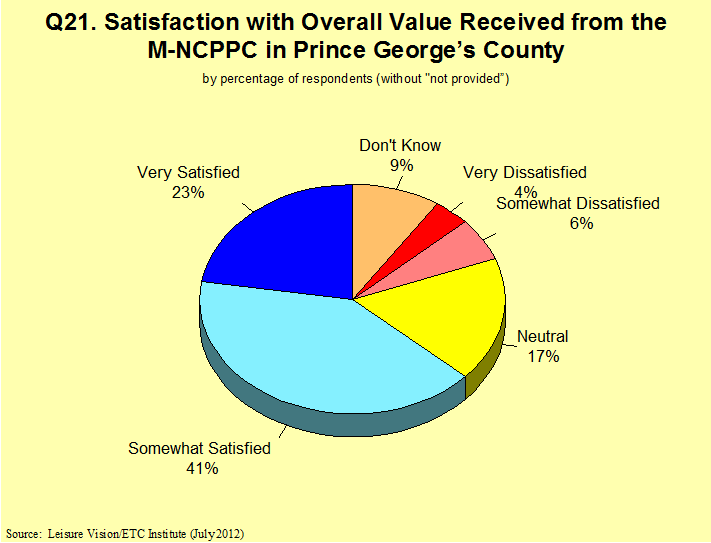 Q21. Satisfaction with Overall Value Received from the
M-NCPPC in Prince George’s County
by percentage of respondents (without "not provided”)
Don't Know
9%
Very Dissatisfied
4%
Somewhat Dissatisfied
6%
Very Satisfied
23%
Neutral
17%
Somewhat Satisfied
41%
Source:  Leisure Vision/ETC Institute (July 2012)